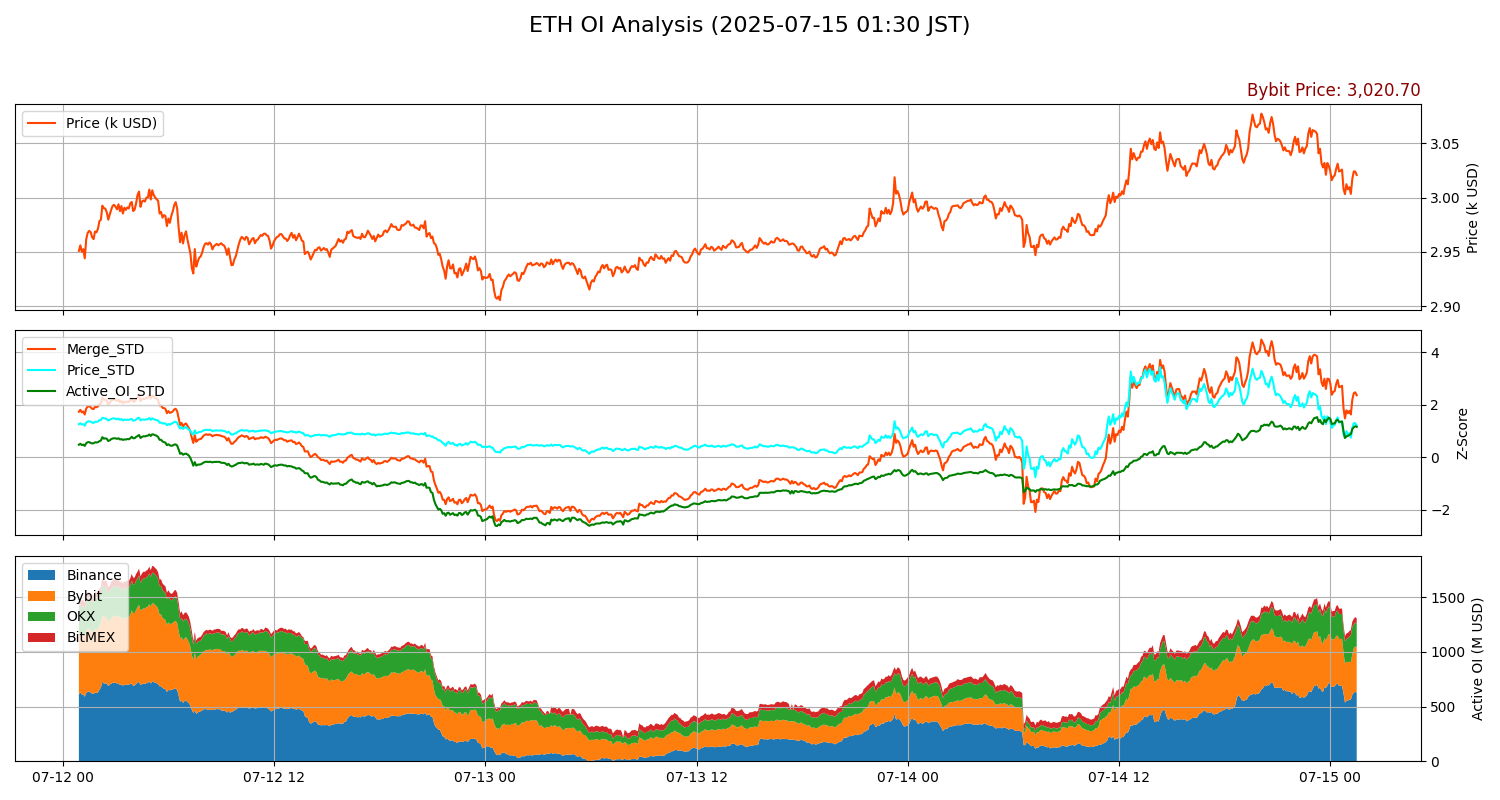 ETH OI Analysis (2025-07-15 01:30 JST)
Bybit Price: 3,020.70
Price (k USD)
3.05
3.00
2.95
2.90
Price (k USD)
Merge_STD
Price_STD
Active_OI_STD
4
2
0
−2
Z-Score
Binance
Bybit
OKX
BitMEX
1500
1000
500
0
Active OI (M USD)
07-12 00
07-12 12
07-13 00
07-13 12
07-14 00
07-14 12
07-15 00